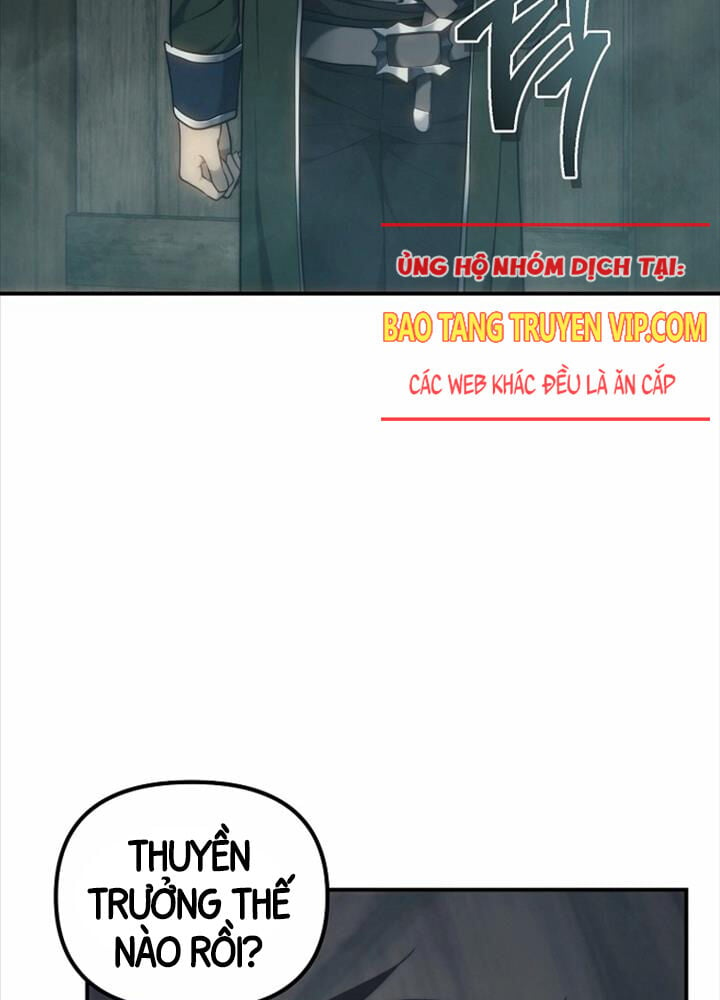 탁
ỦNG HỘ NHÓM DỊCH TẠI:
BAO TANG TRUYEN VIP.COM
CÁC WEB KHÁC ĐỀU LÀ ĂN CẮP
THUYỀN
TRƯỞNG THẾ
NÀO RỒI?